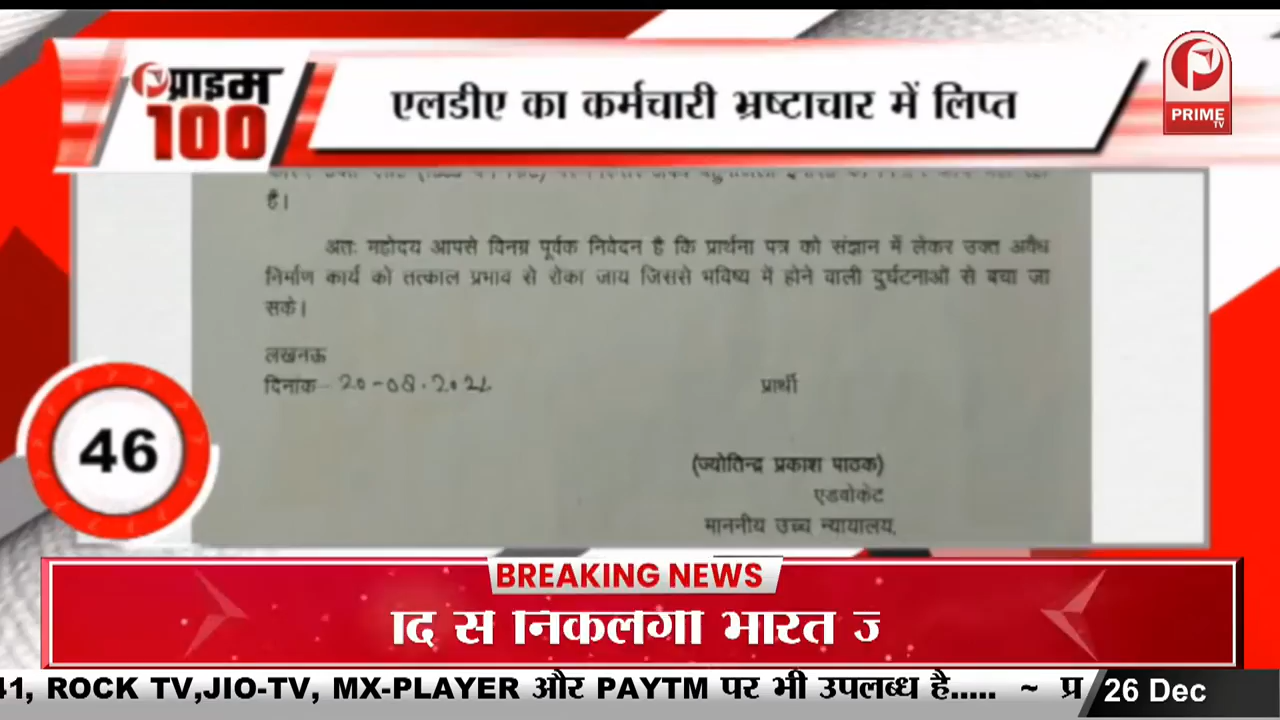 प्राइम
100
एलडीए का कर्मचारी भ्रष्टाचार में लिप्त
PRIME
TV
है।
अतः महोदय आपसे विनम्र पूर्वक निवेदन है कि प्रार्थना पत्र को संज्ञान में लेकर उक्त अवैध
निर्माण कार्य को तत्काल प्रभाव से रोका जाय जिससे भविष्य में होने वाली दुर्घटनाओं से बचा जा
सके।
लखनऊ
दिनांक- 20-08-2022
प्रार्थी
(ज्योतिन्द्र प्रकाश पाठक)
एडवोकेट
माननीय उच्च न्यायालय.
46
BREAKING NEWS
निकलेगी भारत
41, ROCK TV,JIO-TV, MX-PLAYER और PAYTM पर भी उपलब्ध है..... ~ प्र
26 Dec